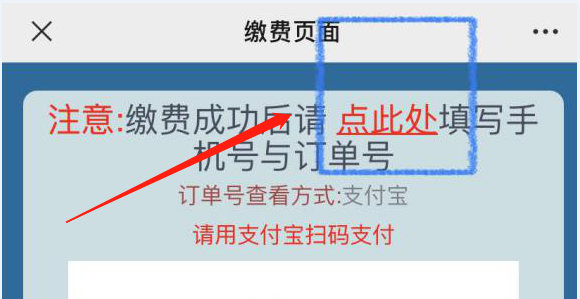 缴费页面
注意:缴费成功后请 点此处填写手
机号与订单号
订单号查看方式:支付宝
请用支付宝扫码支付